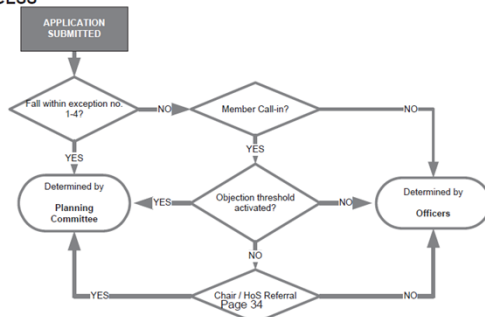 CESS
APPLICATION
SUBMITTED
Fall within exception no.
1-4?
NO
Member Call-in?
NO
YES
YES
Determined by
Planning
Committee
YES
Objection threshold
activated?
NO
Determined by
Officers
NO
YES
Chair / HoS Referral
NO
Page 34